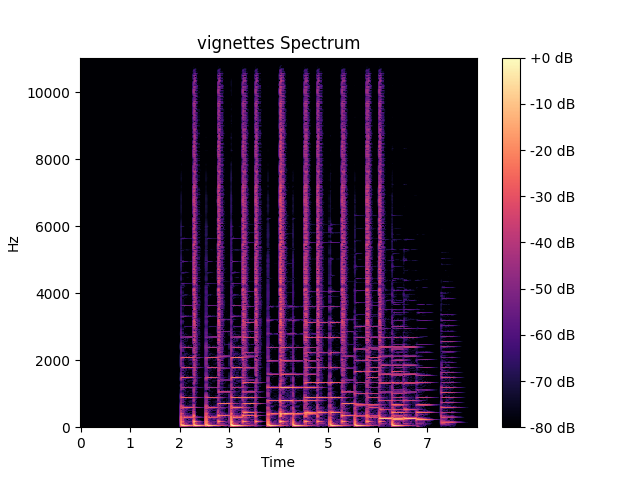 vignettes Spectrum
10000
8000
6000
4000
2000
0
Hz
0 1 2 3 4 5 6 7
Time
+0 dB
-10 dB
-20 dB
-30 dB
-40 dB
-50 dB
-60 dB
-70 dB
-80 dB